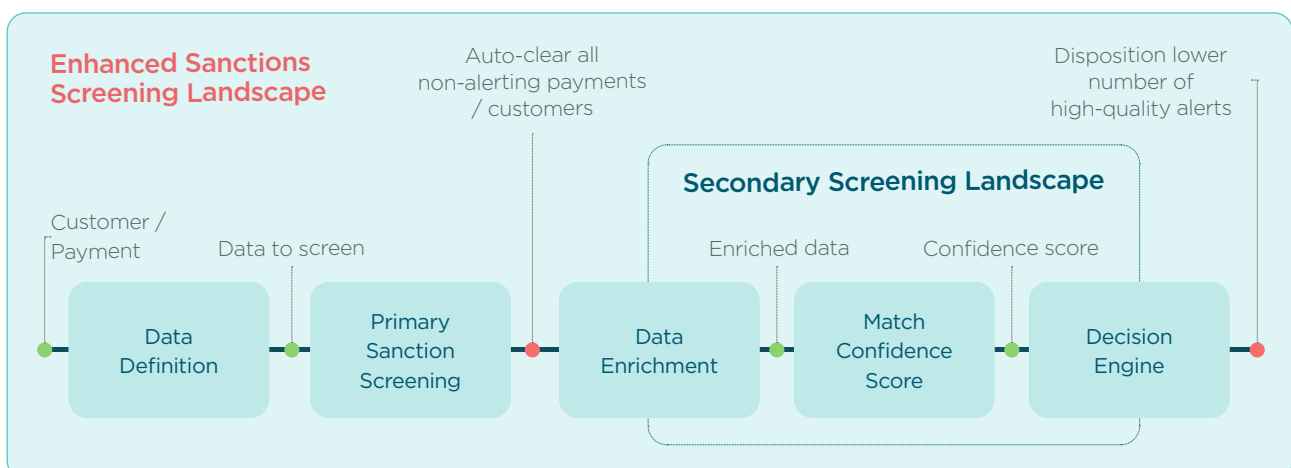 Enhanced Sanctions
Screening Landscape
Auto-clear all
non-alerting payments
/ customers
Disposition lower
number of
high-quality alerts
Secondary Screening Landscape
Customer /
Payment
Data to screen
Enriched data
Confidence score
Data
Definition
Primary
Sanction
Screening
Data
Enrichment
Match
Confidence
Score
Decision
Engine